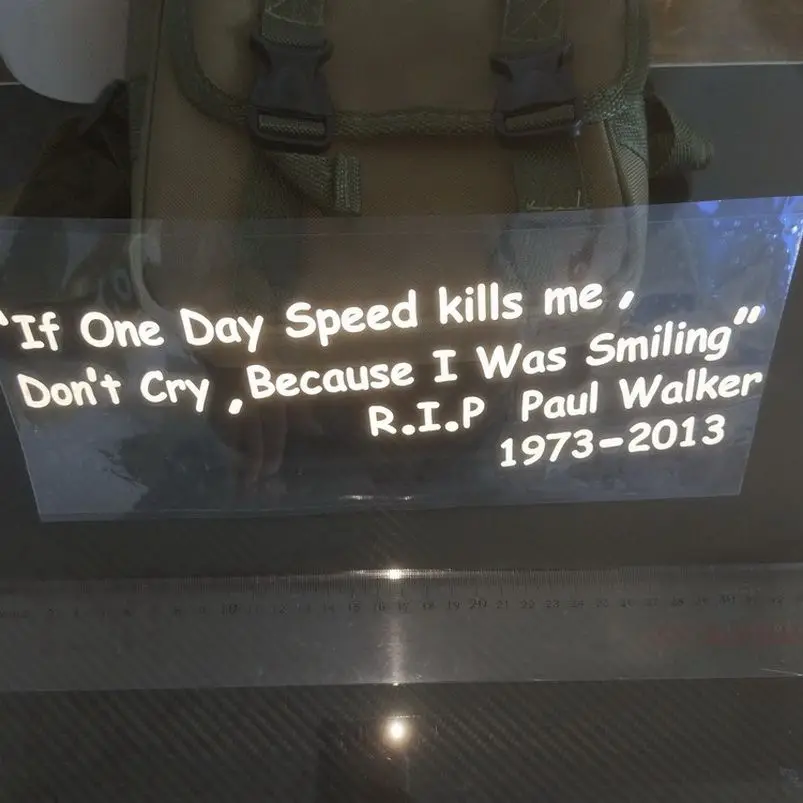 "If One Day Speed kills me ,
Don't Cry ,Because I Was Smiling"
R.I.P Paul Walker
1973-2013